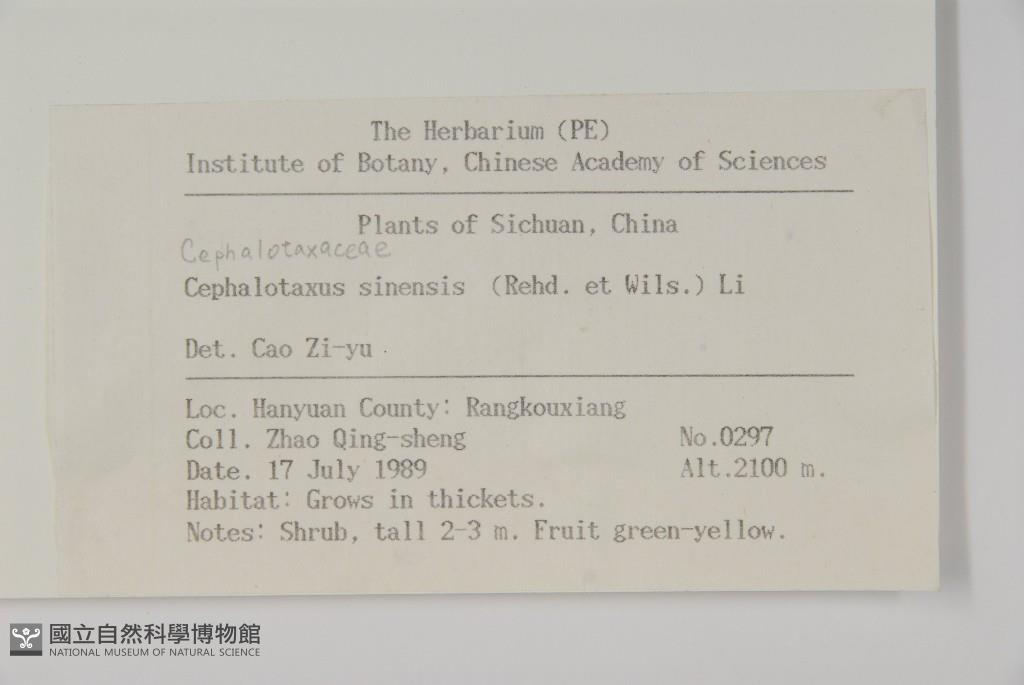 The Herbarium (PE)
Institute of Botany, Chinese Academy of Sciences
Plants of Sichuan, China
Cephalotaxaceae
Cephalotaxus sinensis (Rehd. et Wils.) Li
Det. Cao Zi-yu
Loc. Hanyuan County: Rangkouxiang
Coll. Zhao Qing-sheng No.0297
Date. 17 July 1989 Alt.2100 m.
Habitat: Grows in thickets.
Notes: Shrub, tall 2-3 m. Fruit green-yellow.
國立自然科學博物館
NATIONAL MUSEUM OF NATURAL SCIENCE